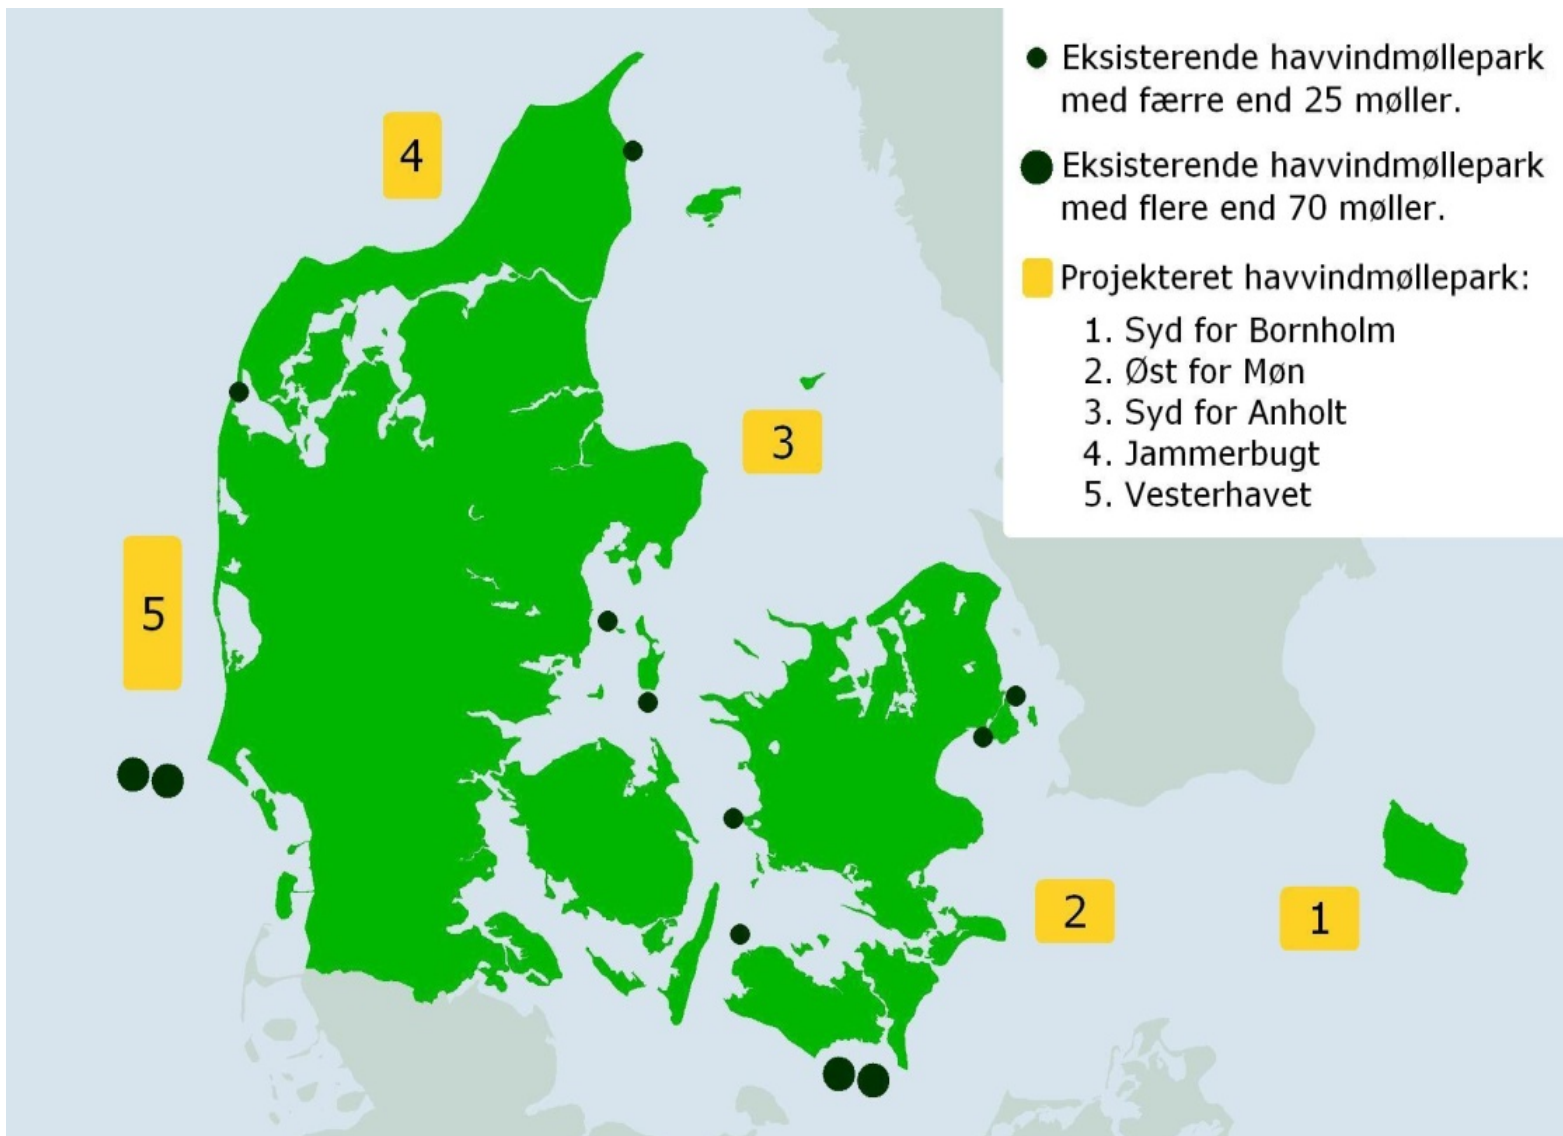 Eksisterende havvindmøllepark
med færre end 25 møller.
Eksisterende havvindmøllepark
med flere end 70 møller.
Projekteret havvindmøllepark:
1. Syd for Bornholm
2. Øst for Møn
3. Syd for Anholt
4. Jammerbugt
5. Vesterhavet
4
3
5
2
1